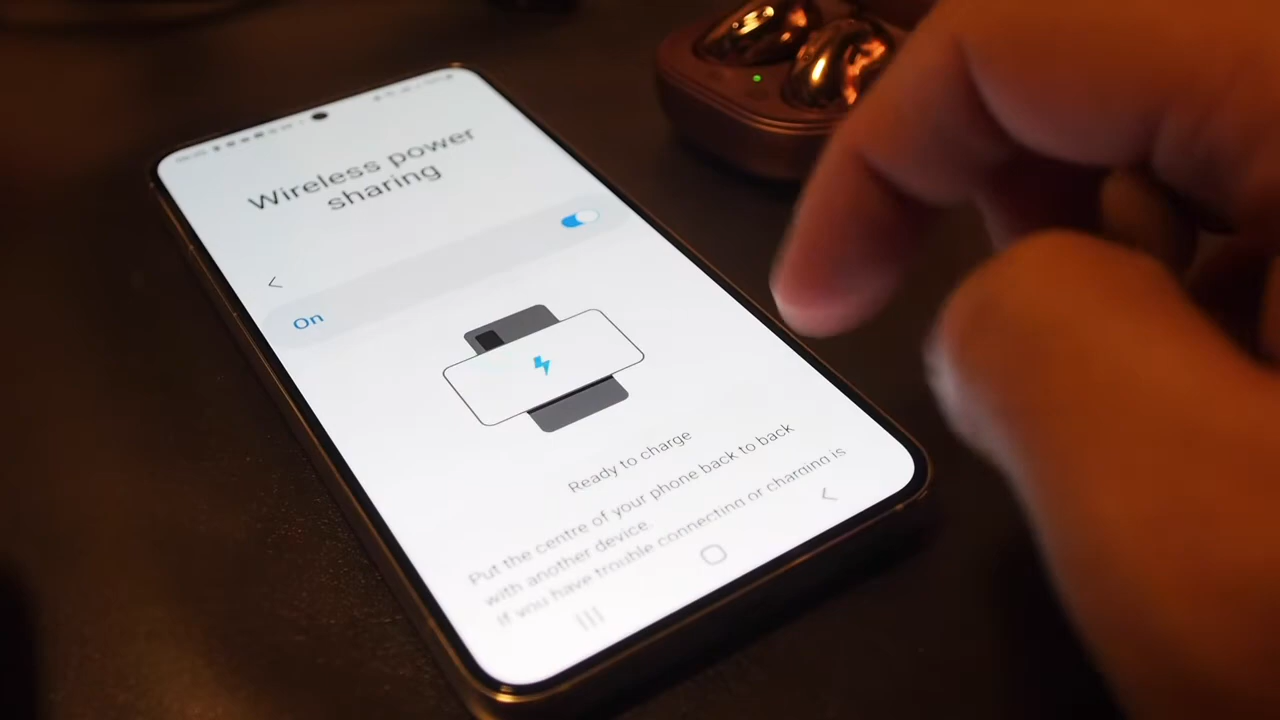 Wireless power
sharing
On
Ready to charge
Put the centre of your phone back to back
with another device.
If you have trouble connecting or charging is